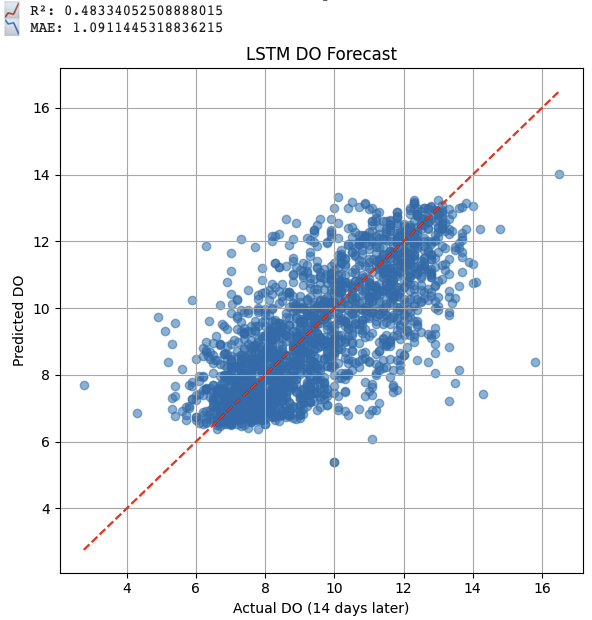 R²: 0.48334052508888015
MAE: 1.0911445318836215
LSTM DO Forecast
16
14
12
10
8
6
4
Predicted DO
4 6 8 10 12 14 16
Actual DO (14 days later)